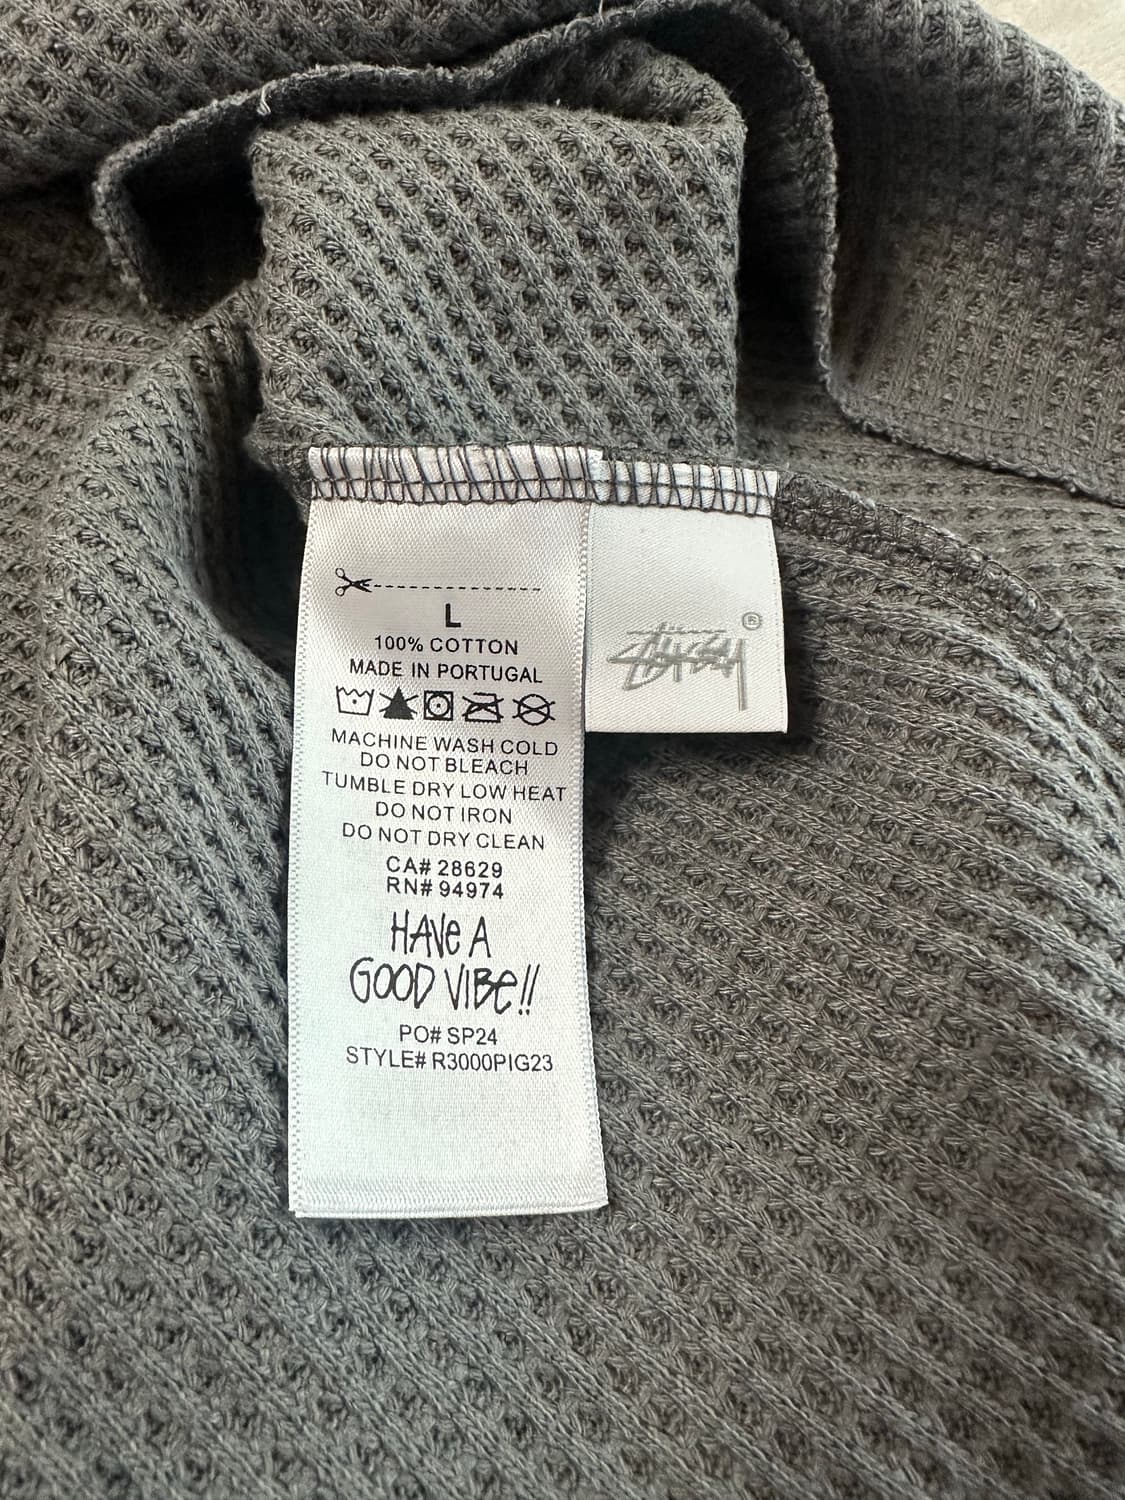 L
100% COTTON
MADE IN PORTUGAL
MACHINE WASH COLD
DO NOT BLEACH
TUMBLE DRY LOW HEAT
DO NOT IRON
DO NOT DRY CLEAN
CA# 28629
RN# 94974
HAVe A
GOOD VIBe!!
PO# SP24
STYLE# R3000PIG23
Stüssy ®